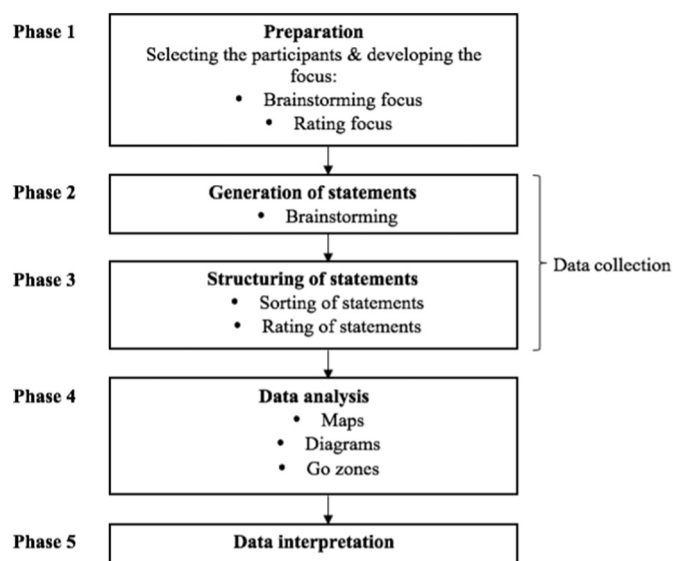 Phase 1
Preparation
Selecting the participants & developing the
focus:
• Brainstorming focus
• Rating focus
Phase 2
Generation of statements
• Brainstorming
Phase 3
Structuring of statements
• Sorting of statements
• Rating of statements
Data collection
Phase 4
Data analysis
• Maps
• Diagrams
• Go zones
Phase 5
Data interpretation